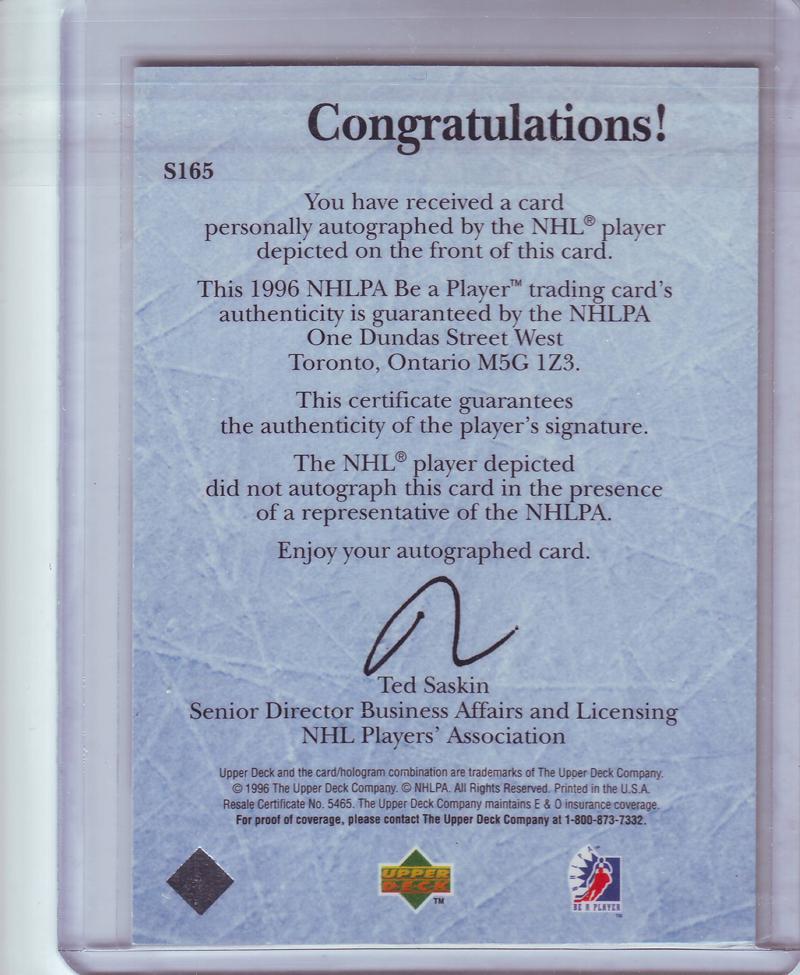 Congratulations!
S165
You have received a card
personally autographed by the NHL® player
depicted on the front of this card.
This 1996 NHLPA Be a Player™ trading card's
authenticity is guaranteed by the NHLPA
One Dundas Street West
Toronto, Ontario M5G 1Z3.
This certificate guarantees
the authenticity of the player's signature.
The NHL® player depicted
did not autograph this card in the presence
of a representative of the NHLPA.
Enjoy your autographed card.
Ted Saskin
Senior Director Business Affairs and Licensing
NHL Players' Association
Upper Deck and the card/hologram combination are trademarks of The Upper Deck Company.
© 1996 The Upper Deck Company. © NHLPA. All Rights Reserved. Printed in the U.S.A.
Resale Certificate No. 5465. The Upper Deck Company maintains E & O insurance coverage.
For proof of coverage, please contact The Upper Deck Company at 1-800-873-7332.
UPPER
DECK
TM
BE A PLAYER
TM